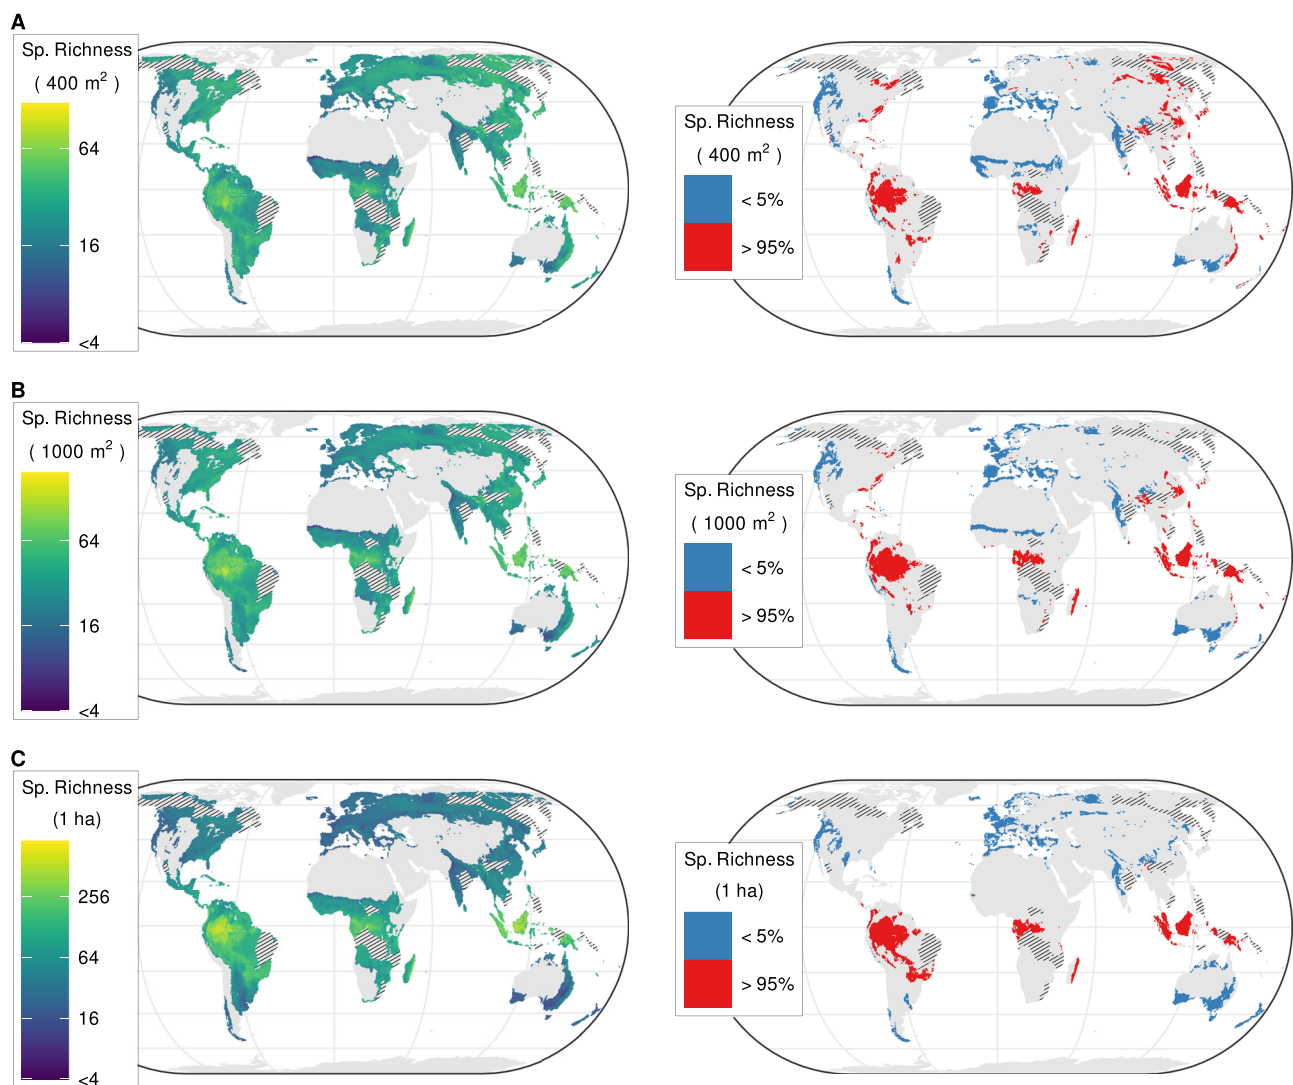 A
Sp. Richness
( 400 m² )
64
16
<4
Sp. Richness
( 400 m² )
< 5%
> 95%
B
Sp. Richness
( 1000 m² )
64
16
<4
Sp. Richness
( 1000 m² )
< 5%
> 95%
C
Sp. Richness
(1 ha)
256
64
16
<4
Sp. Richness
(1 ha)
< 5%
> 95%